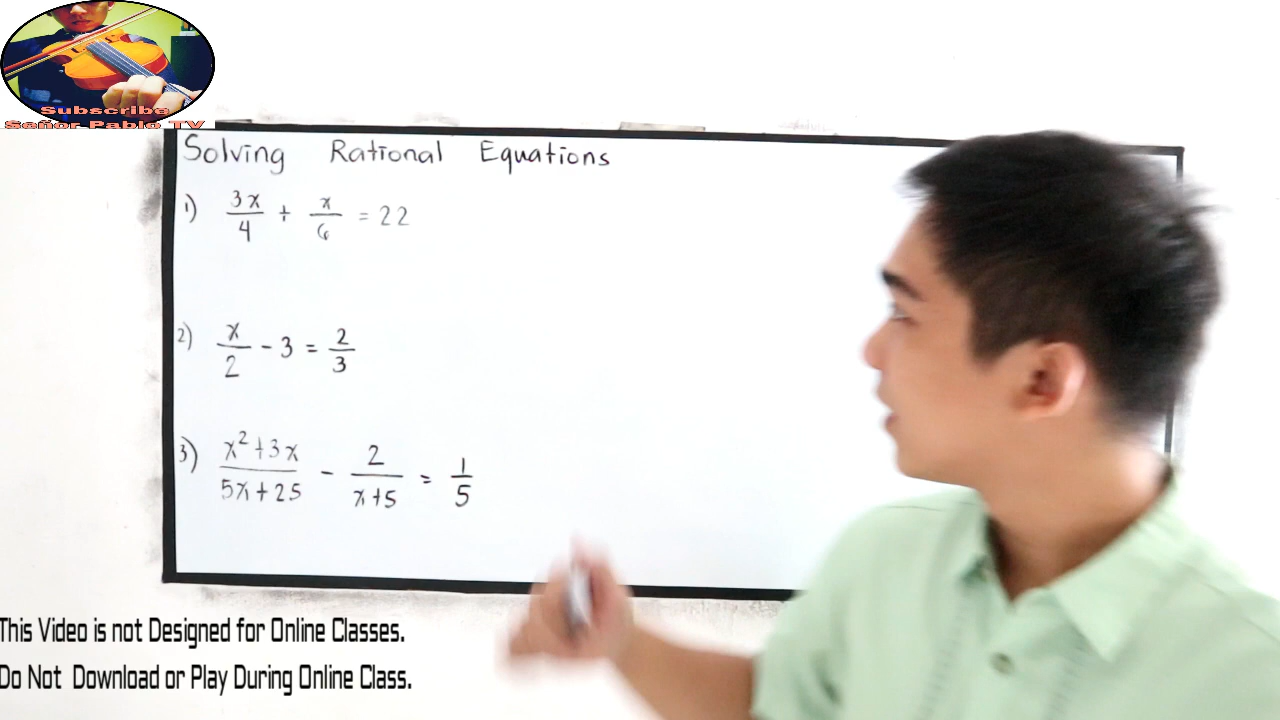 Subscribe
Señor Pablo TV
Solving Rational Equations
1) 3x/4 + x/6 = 22
2) x/2 - 3 = 2/3
3) x²+3x/5x+25 - 2/x+5 = 1/5
This Video is not Designed for Online Classes.
Do Not Download or Play During Online Class.